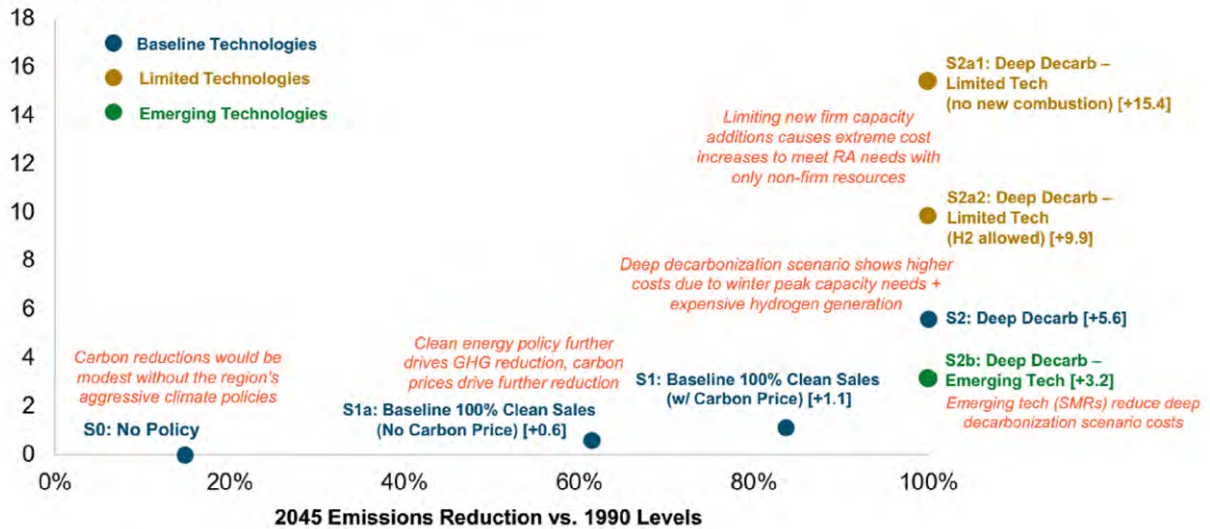 18
16
14
12
10
8
6
4
2
0
Baseline Technologies
Limited Technologies
Emerging Technologies
S2a1: Deep Decarb –
Limited Tech
(no new combustion) [+15.4]
Limiting new firm capacity
additions causes extreme cost
increases to meet RA needs with
only non-firm resources
S2a2: Deep Decarb –
Limited Tech
(H2 allowed) [+9.9]
Deep decarbonization scenario shows higher
costs due to winter peak capacity needs +
expensive hydrogen generation
S2: Deep Decarb [+5.6]
Carbon reductions would be
modest without the region's
aggressive climate policies
Clean energy policy further
drives GHG reduction, carbon
prices drive further reduction
S2b: Deep Decarb –
Emerging Tech [+3.2]
Emerging tech (SMRs) reduce deep
decarbonization scenario costs
S0: No Policy
S1a: Baseline 100% Clean Sales
(No Carbon Price) [+0.6]
S1: Baseline 100% Clean Sales
(w/ Carbon Price) [+1.1]
0%
20%
40%
60%
80%
100%
2045 Emissions Reduction vs. 1990 Levels